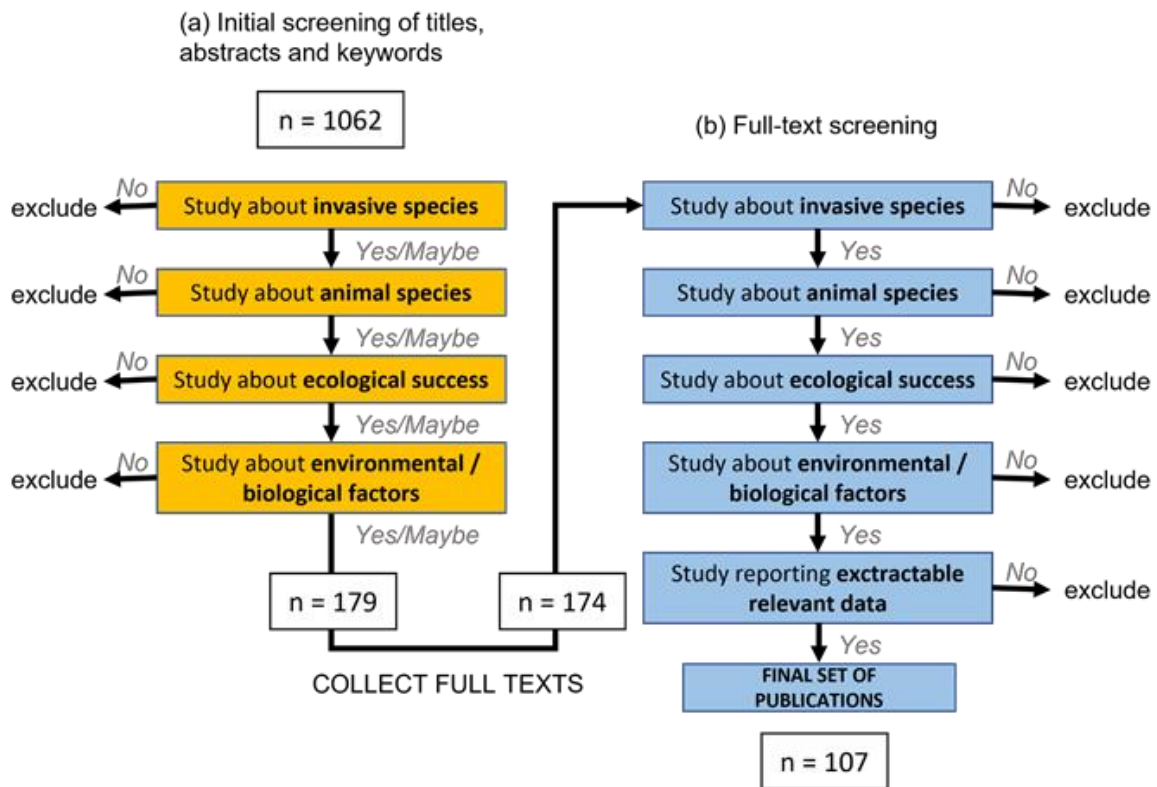 (a) Initial screening of titles,
abstracts and keywords
n = 1062
No
exclude
Study about invasive species
Yes/Maybe
No
exclude
Study about animal species
Yes/Maybe
No
exclude
Study about ecological success
Yes/Maybe
No
exclude
Study about environmental /
biological factors
Yes/Maybe
n = 179
n = 174
COLLECT FULL TEXTS
(b) Full-text screening
Study about invasive species
No
exclude
Yes
Study about animal species
No
exclude
Yes
Study about ecological success
No
exclude
Yes
Study about environmental /
biological factors
No
exclude
Yes
Study reporting exctractable
relevant data
No
exclude
Yes
FINAL SET OF
PUBLICATIONS
n = 107